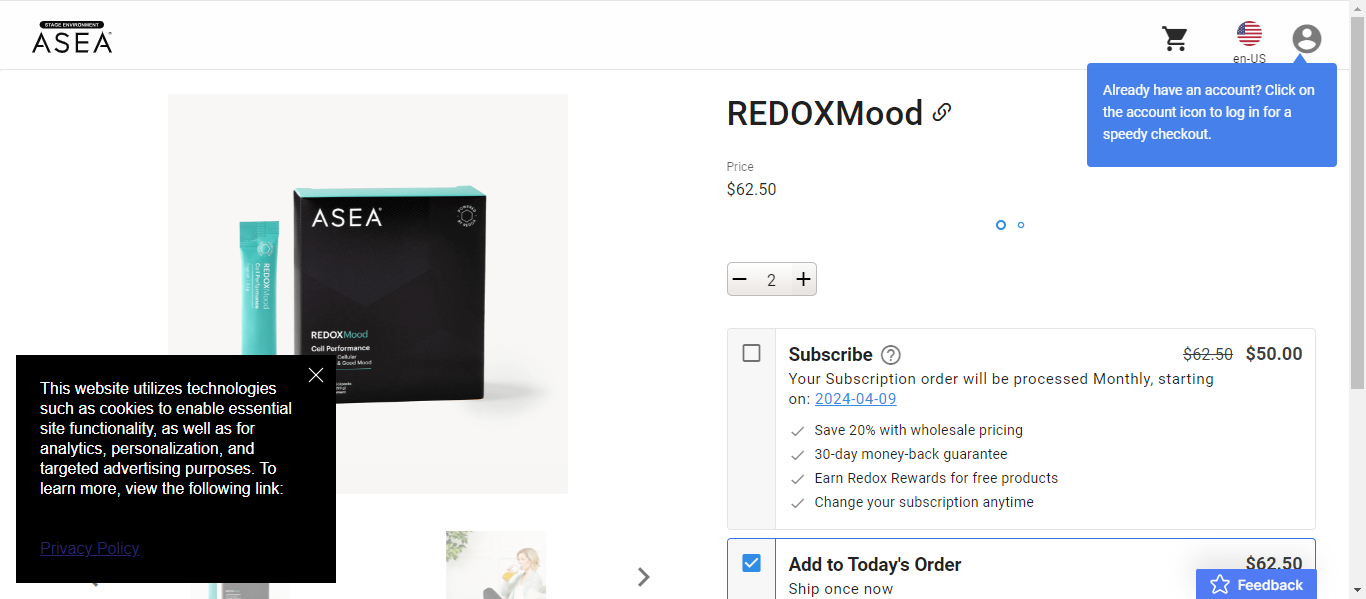 STAGE ENVIRONMENT
ASEA
en-US
Already have an account? Click on
the account icon to log in for a
speedy checkout.
REDOXMood
Price
$62.50
2
ASEA
POWERED
BY REDOX
REDOXMood
Cell Performance
REDOXMood
Cell Performance
Cellular
& Good Mood
Subscribe
$62.50 $50.00
Your Subscription order will be processed Monthly, starting
on: 2024-04-09
Save 20% with wholesale pricing
30-day money-back guarantee
Earn Redox Rewards for free products
Change your subscription anytime
Add to Today's Order
$62.50
Ship once now
Feedback
This website utilizes technologies
such as cookies to enable essential
site functionality, as well as for
analytics, personalization, and
targeted advertising purposes. To
learn more, view the following link:
Privacy Policy